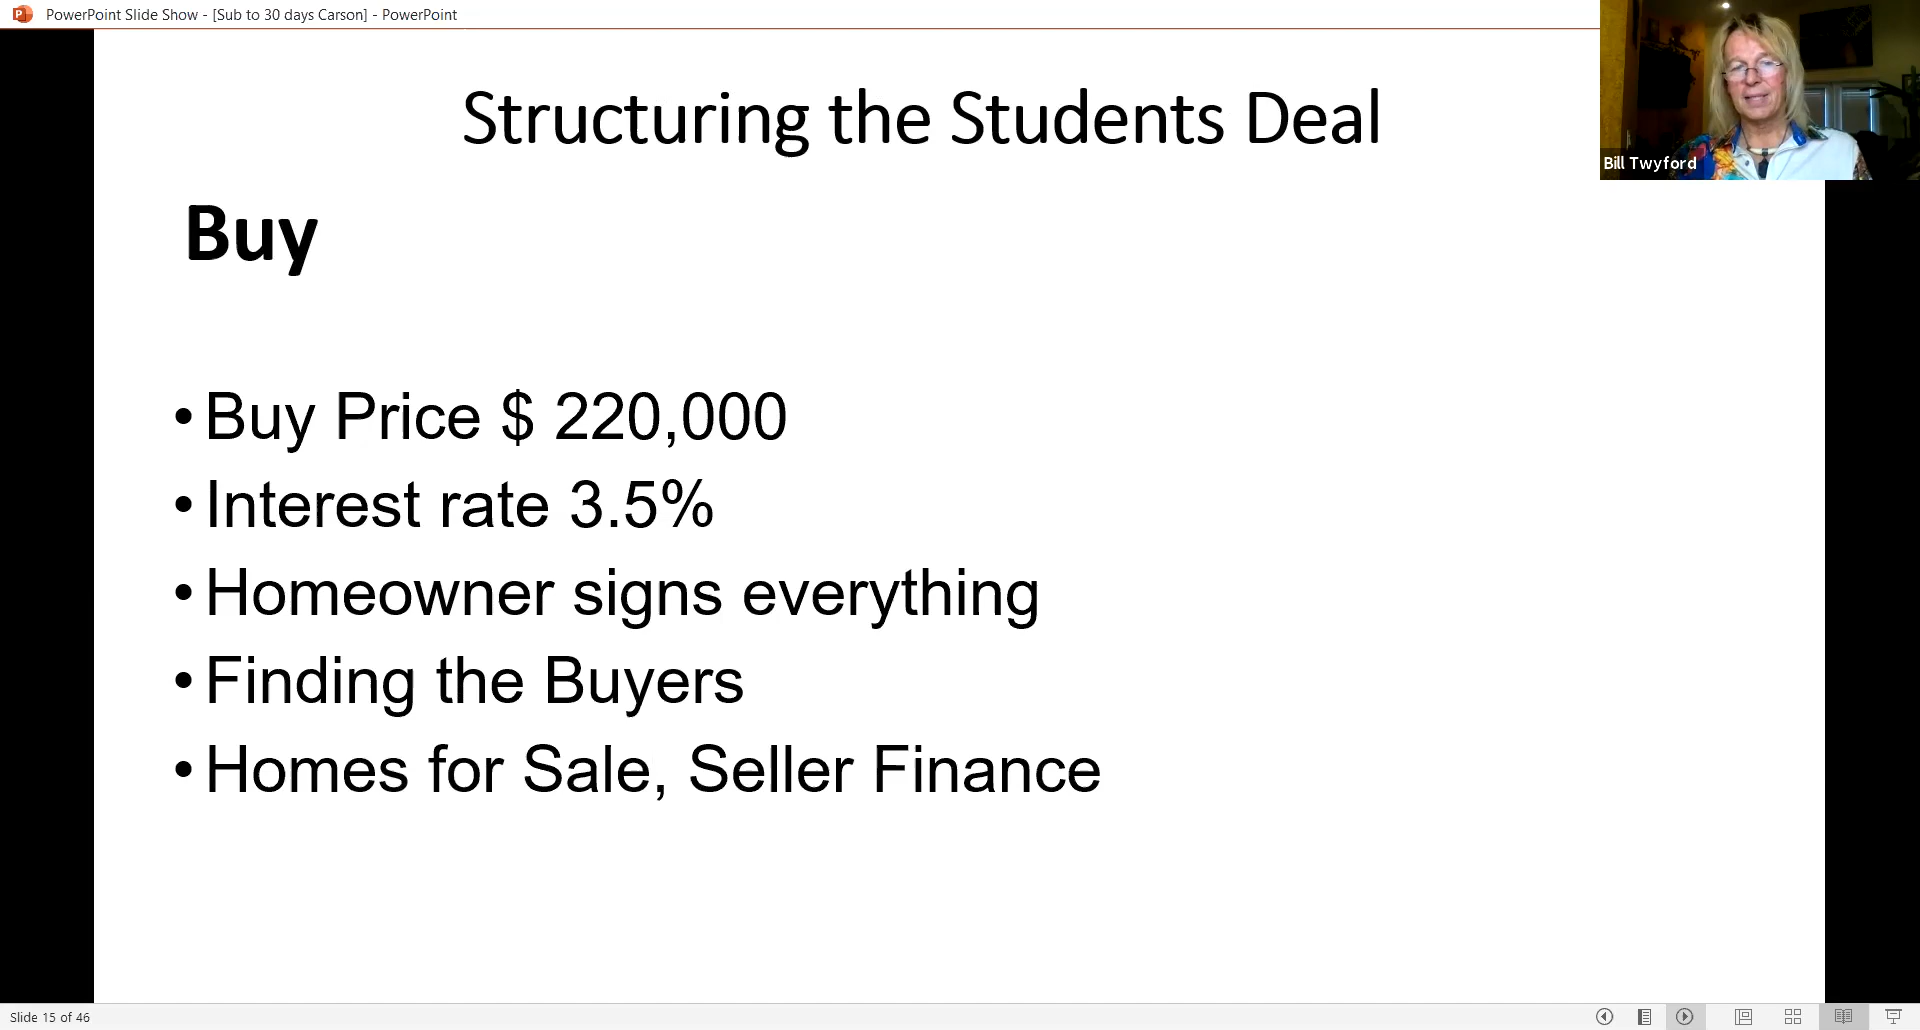 PowerPoint Slide Show - [Sub to 30 days Carson] - PowerPoint
Bill Twyford
Structuring the Students Deal
Buy
• Buy Price $ 220,000
• Interest rate 3.5%
• Homeowner signs everything
• Finding the Buyers
• Homes for Sale, Seller Finance
Slide 15 of 46